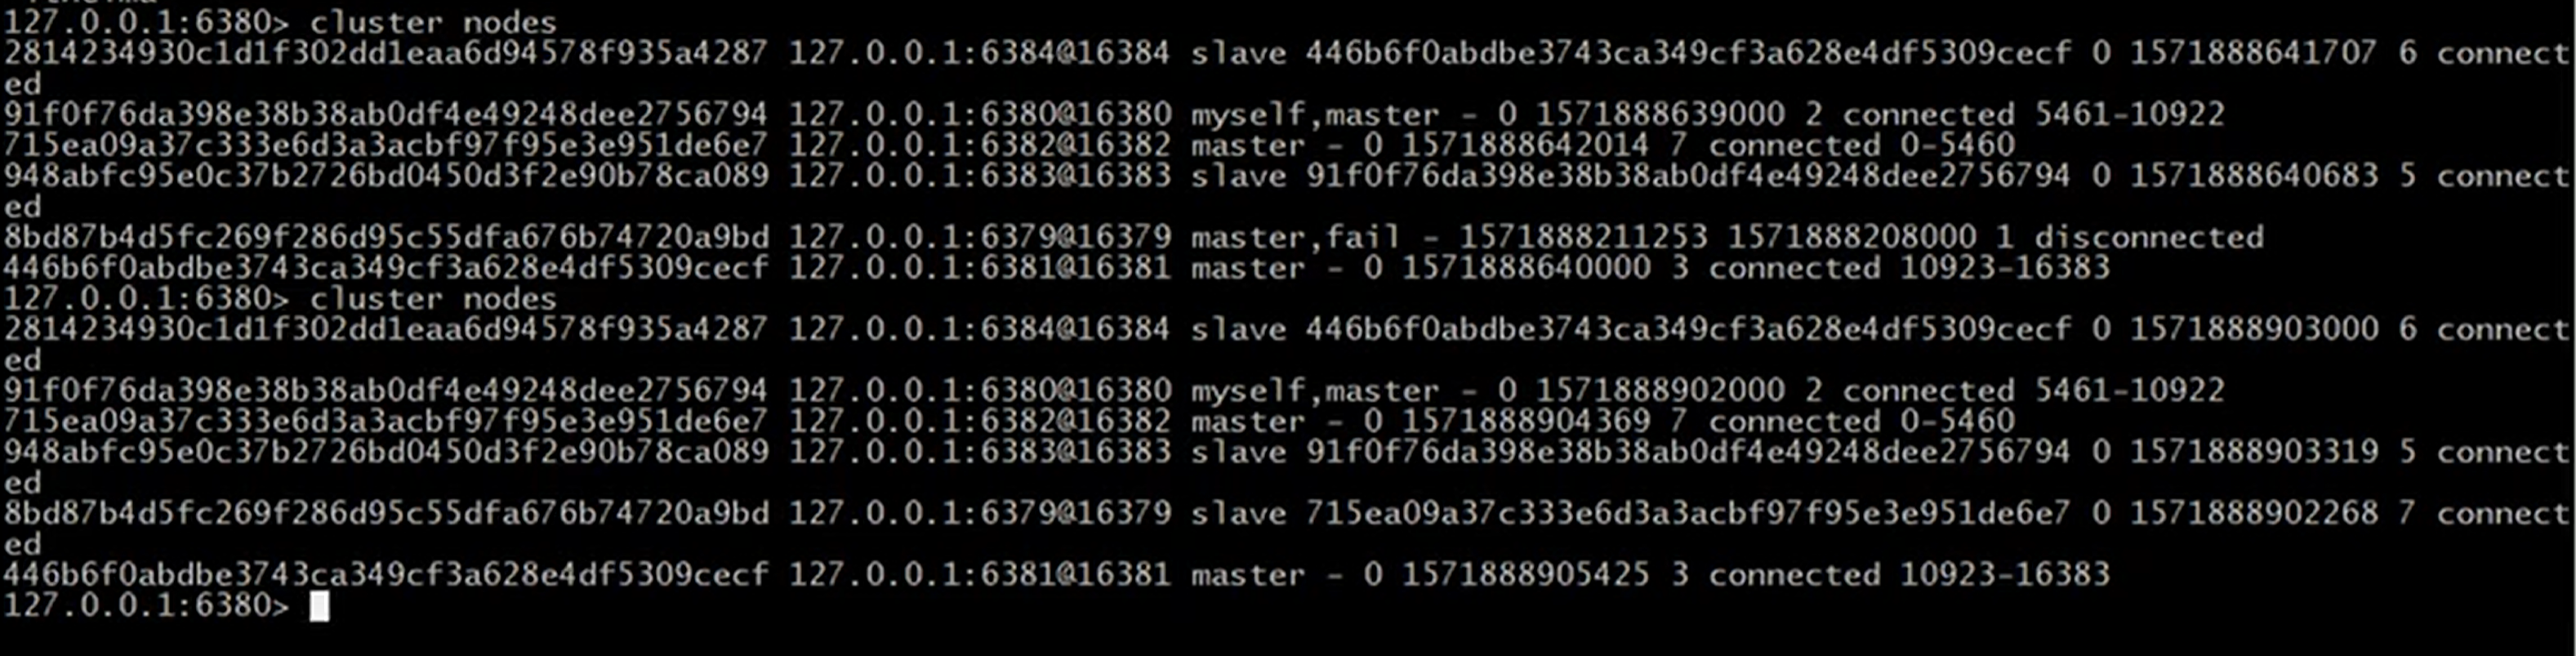 127.0.0.1:6380> cluster nodes
2814234930c1d1f302dd1eaa6d94578f935a4287 127.0.0.1:6384@16384 slave 446b6f0abdbe3743ca349cf3a628e4df5309cecf 0 1571888641707 6 connect
ed
91f0f76da398e38b38ab0df4e49248dee2756794 127.0.0.1:6380@16380 myself,master - 0 1571888639000 2 connected 5461-10922
715ea09a37c333e6d3a3acbf97f95e3e951de6e7 127.0.0.1:6382@16382 master - 0 1571888642014 7 connected 0-5460
948abfc95e0c37b2726bd0450d3f2e90b78ca089 127.0.0.1:6383@16383 slave 91f0f76da398e38b38ab0df4e49248dee2756794 0 1571888640683 5 connect
ed
8bd87b4d5fc269f286d95c55dfa676b74720a9bd 127.0.0.1:6379@16379 master,fail - 1571888211253 1571888208000 1 disconnected
446b6f0abdbe3743ca349cf3a628e4df5309cecf 127.0.0.1:6381@16381 master - 0 1571888640000 3 connected 10923-16383
127.0.0.1:6380> cluster nodes
2814234930c1d1f302dd1eaa6d94578f935a4287 127.0.0.1:6384@16384 slave 446b6f0abdbe3743ca349cf3a628e4df5309cecf 0 1571888903000 6 connect
ed
91f0f76da398e38b38ab0df4e49248dee2756794 127.0.0.1:6380@16380 myself,master - 0 1571888902000 2 connected 5461-10922
715ea09a37c333e6d3a3acbf97f95e3e951de6e7 127.0.0.1:6382@16382 master - 0 1571888904369 7 connected 0-5460
948abfc95e0c37b2726bd0450d3f2e90b78ca089 127.0.0.1:6383@16383 slave 91f0f76da398e38b38ab0df4e49248dee2756794 0 1571888903319 5 connect
ed
8bd87b4d5fc269f286d95c55dfa676b74720a9bd 127.0.0.1:6379@16379 slave 715ea09a37c333e6d3a3acbf97f95e3e951de6e7 0 1571888902268 7 connect
ed
446b6f0abdbe3743ca349cf3a628e4df5309cecf 127.0.0.1:6381@16381 master - 0 1571888905425 3 connected 10923-16383
127.0.0.1:6380>